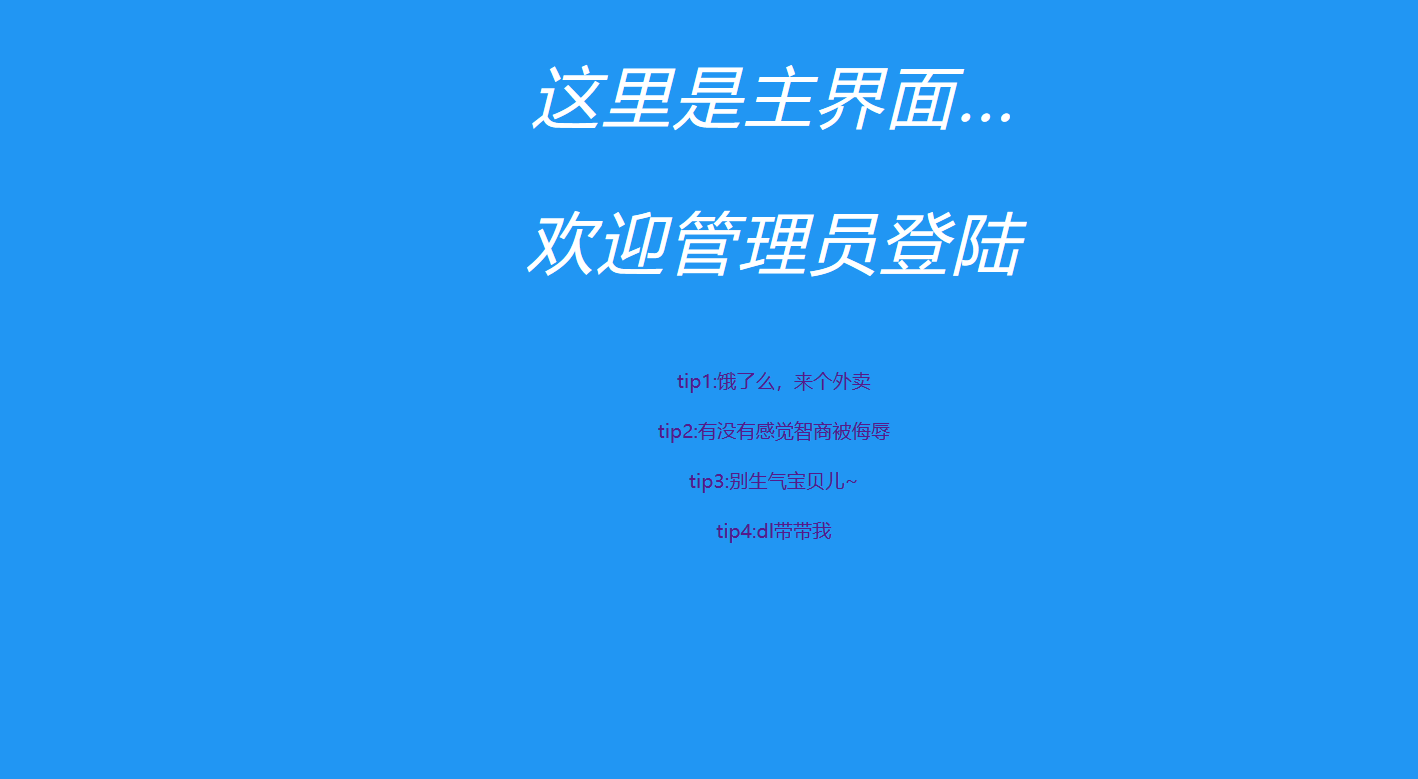 这里是主界面...
欢迎管理员登陆
tip1:饿了么，来个外卖
tip2:有没有感觉智商被侮辱
tip3:别生气宝贝儿~
tip4:dl带带我